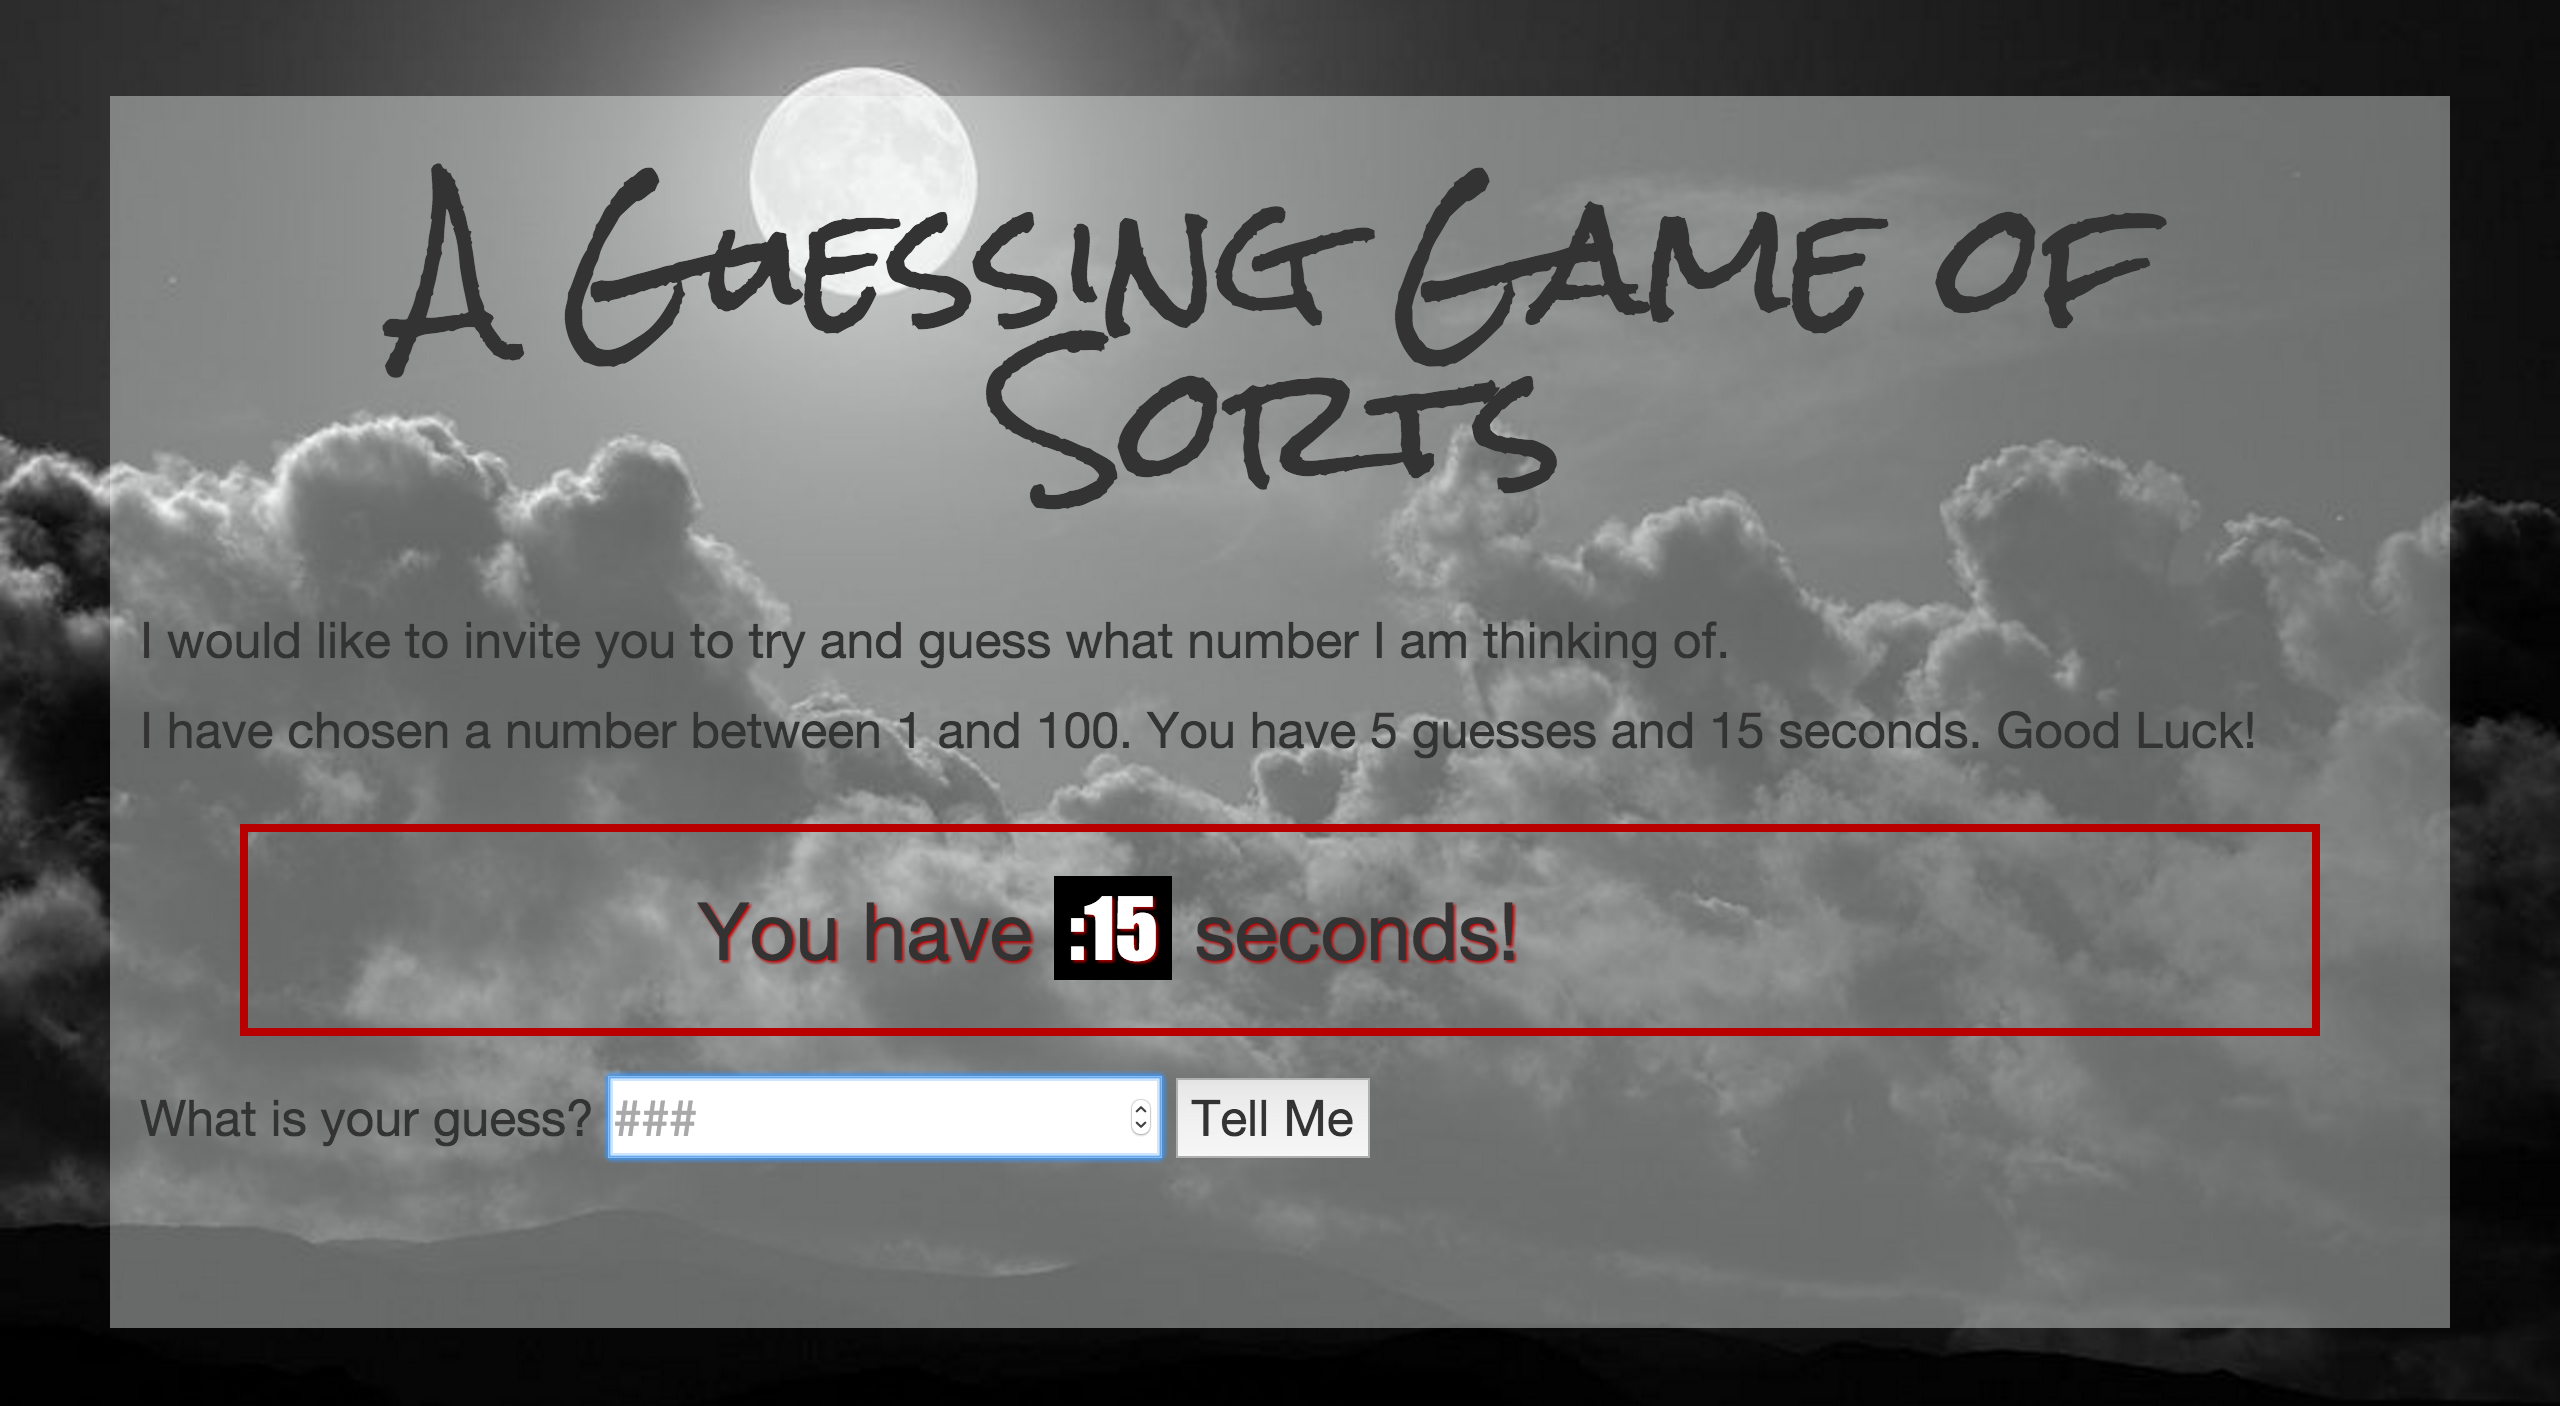 A Guessing Game of
Sorts
I would like to invite you to try and guess what number I am thinking of.
I have chosen a number between 1 and 100. You have 5 guesses and 15 seconds. Good Luck!
You have :15 seconds!
What is your guess? ### Tell Me